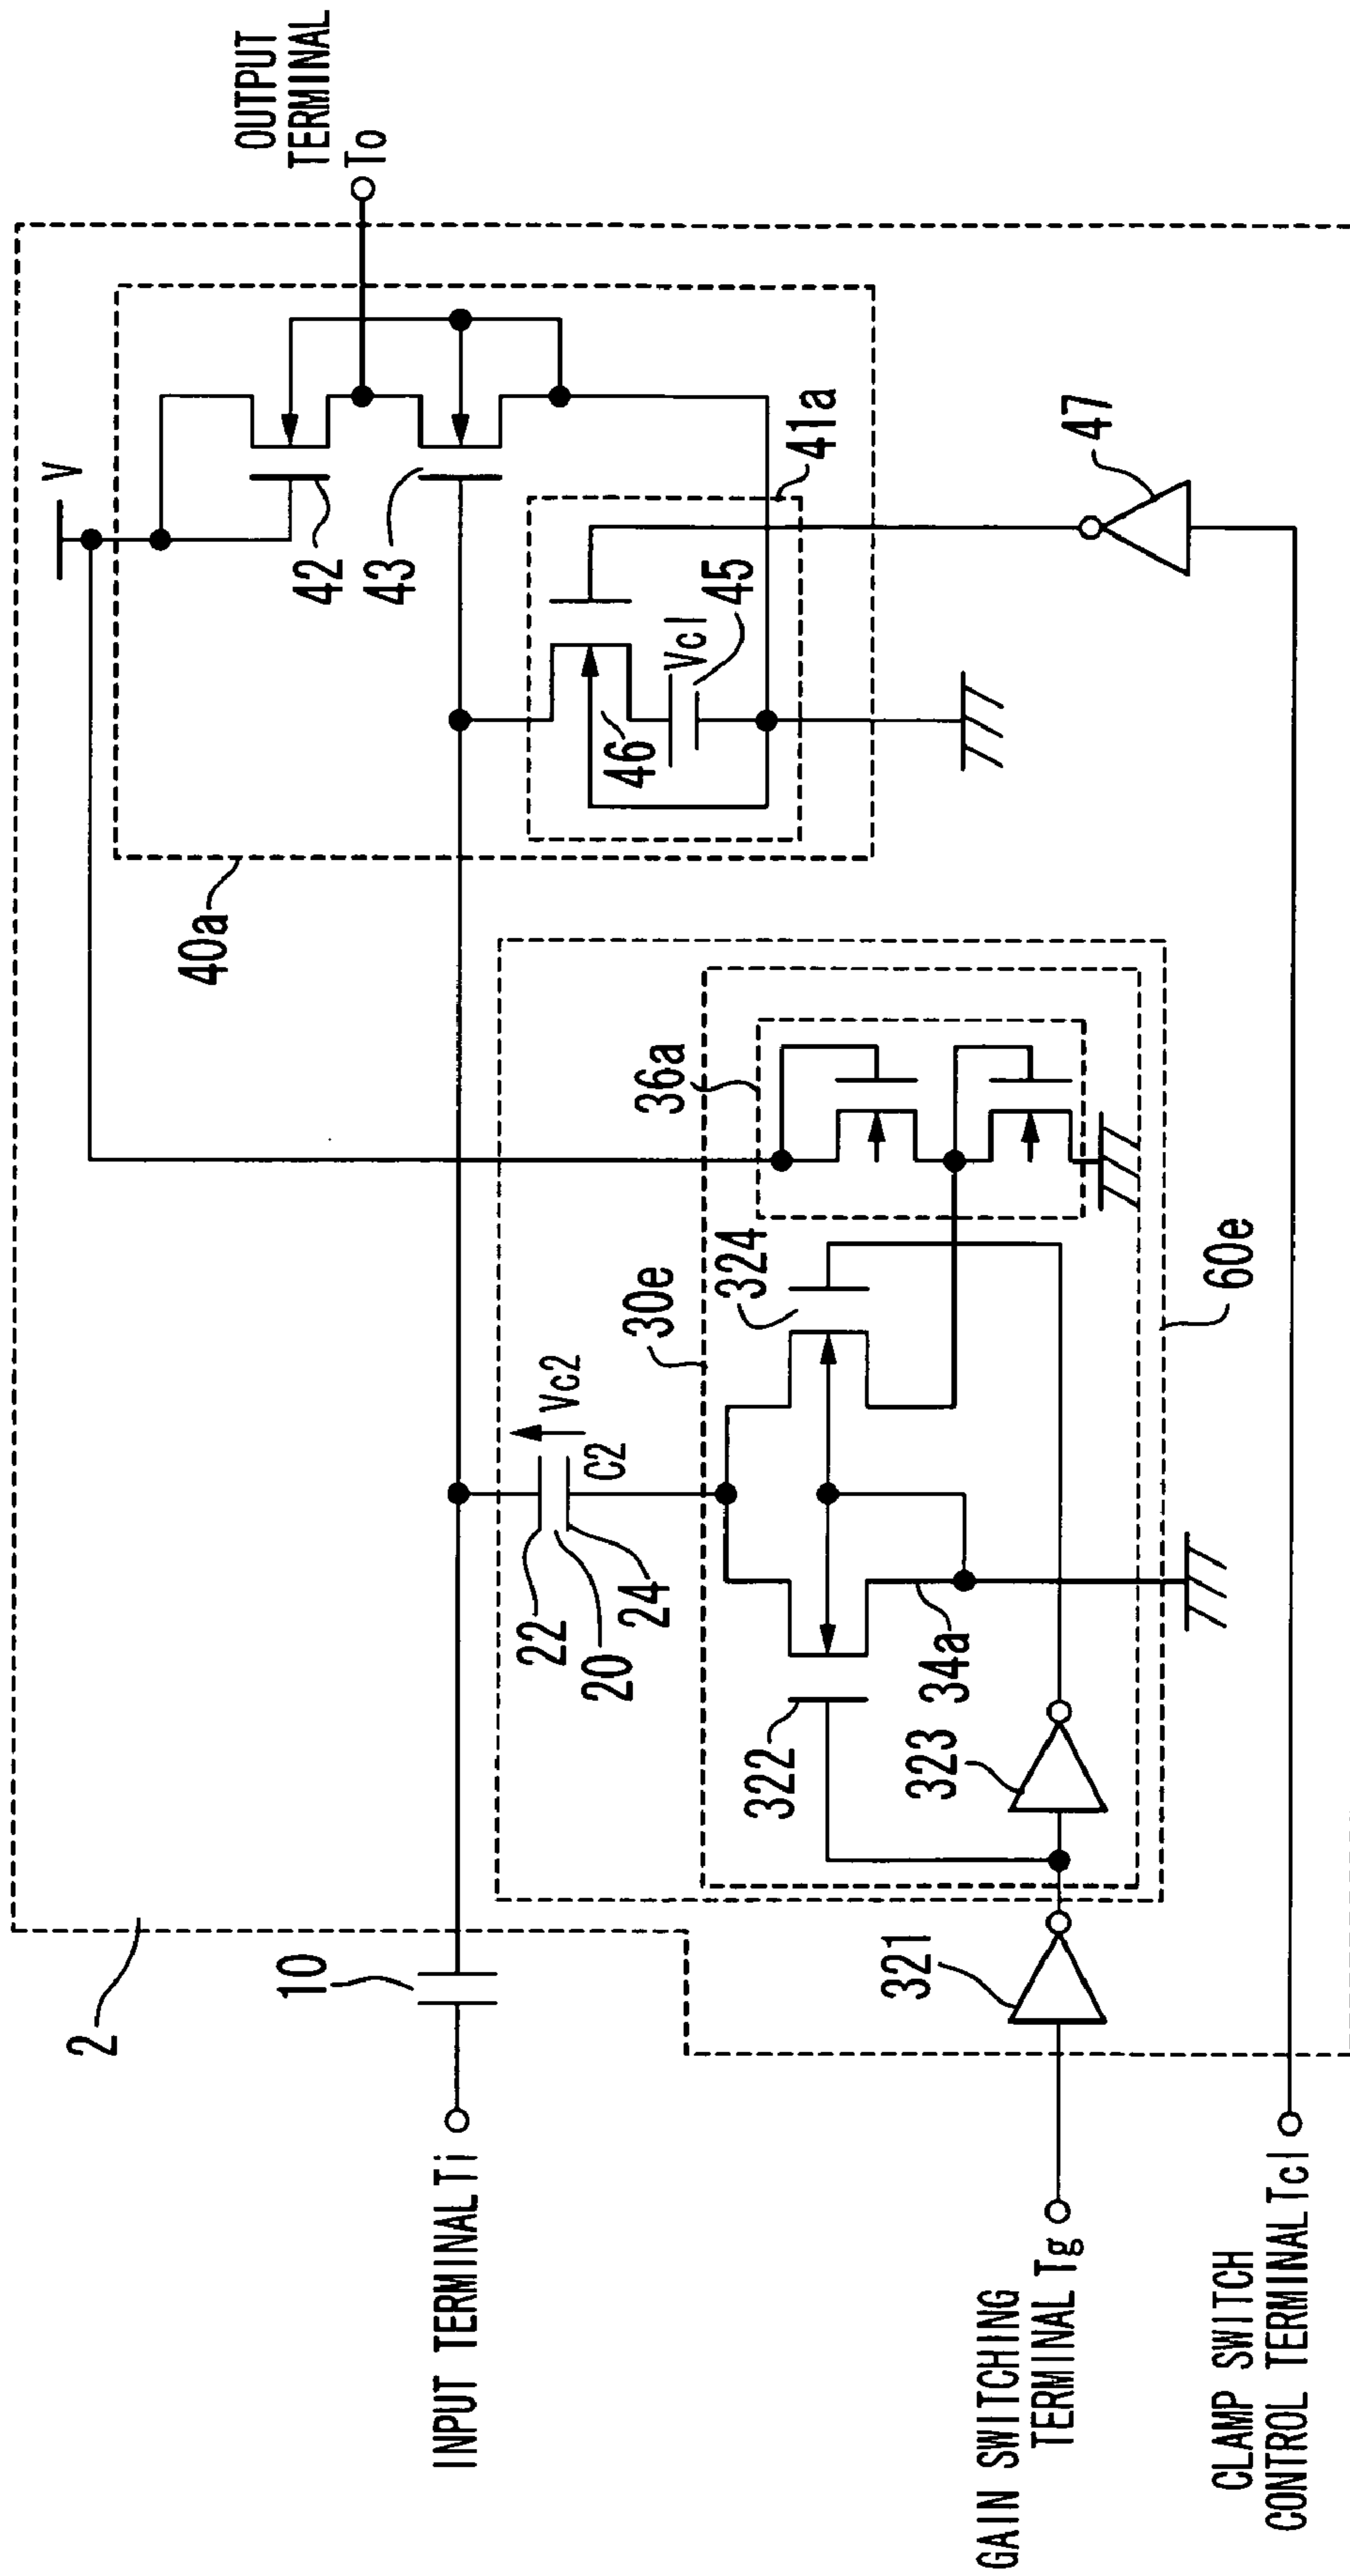 2
V
OUTPUT
TERMINAL
To
40a
42
43
41a
46
Vcl
45
47
10
INPUT TERMINAL Ti
22
20
24
C2
Vc2
30e
36a
322
324
34a
323
321
60e
GAIN SWITCHING
TERMINAL Tg
CLAMP SWITCH
CONTROL TERMINAL Tcl